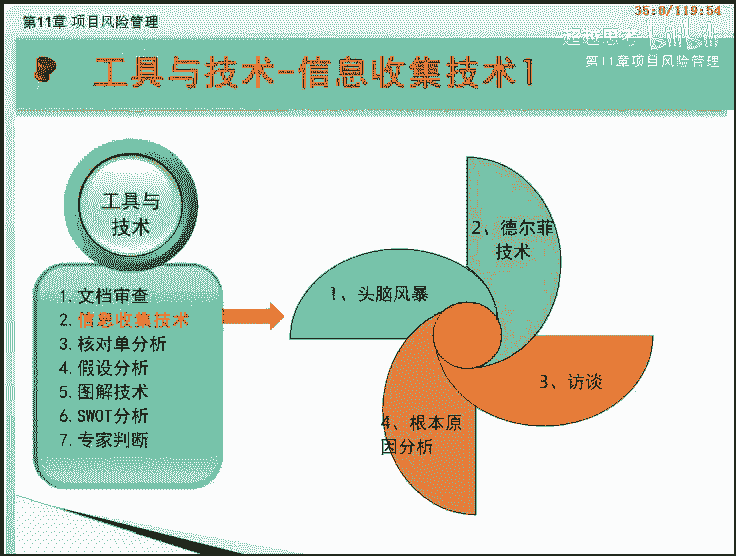 第11章 项目风险管理
35:8/119:54
bilibili
第11章项目风险管理
工具与技术-信息收集技术1
工具与
技术
1. 文档审查
2. 信息收集技术
3. 核对单分析
4. 假设分析
5. 图解技术
6. SWOT分析
7. 专家判断
1、头脑风暴
2、德尔菲
技术
3、访谈
4、根本原
因分析